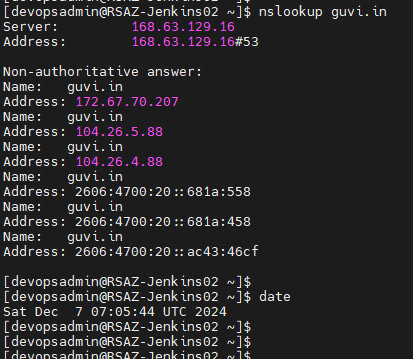 [devopsadmin@RSAZ-Jenkins02 ~]$
[devopsadmin@RSAZ-Jenkins02 ~]$ nslookup guvi.in
Server:         168.63.129.16
Address:        168.63.129.16#53

Non-authoritative answer:
Name:   guvi.in
Address: 172.67.70.207
Name:   guvi.in
Address: 104.26.5.88
Name:   guvi.in
Address: 104.26.4.88
Name:   guvi.in
Address: 2606:4700:20::681a:558
Name:   guvi.in
Address: 2606:4700:20::681a:458
Name:   guvi.in
Address: 2606:4700:20::ac43:46cf

[devopsadmin@RSAZ-Jenkins02 ~]$
[devopsadmin@RSAZ-Jenkins02 ~]$ date
Sat Dec  7 07:05:44 UTC 2024
[devopsadmin@RSAZ-Jenkins02 ~]$
[devopsadmin@RSAZ-Jenkins02 ~]$
[devopsadmin@RSAZ-Jenkins02 ~]$